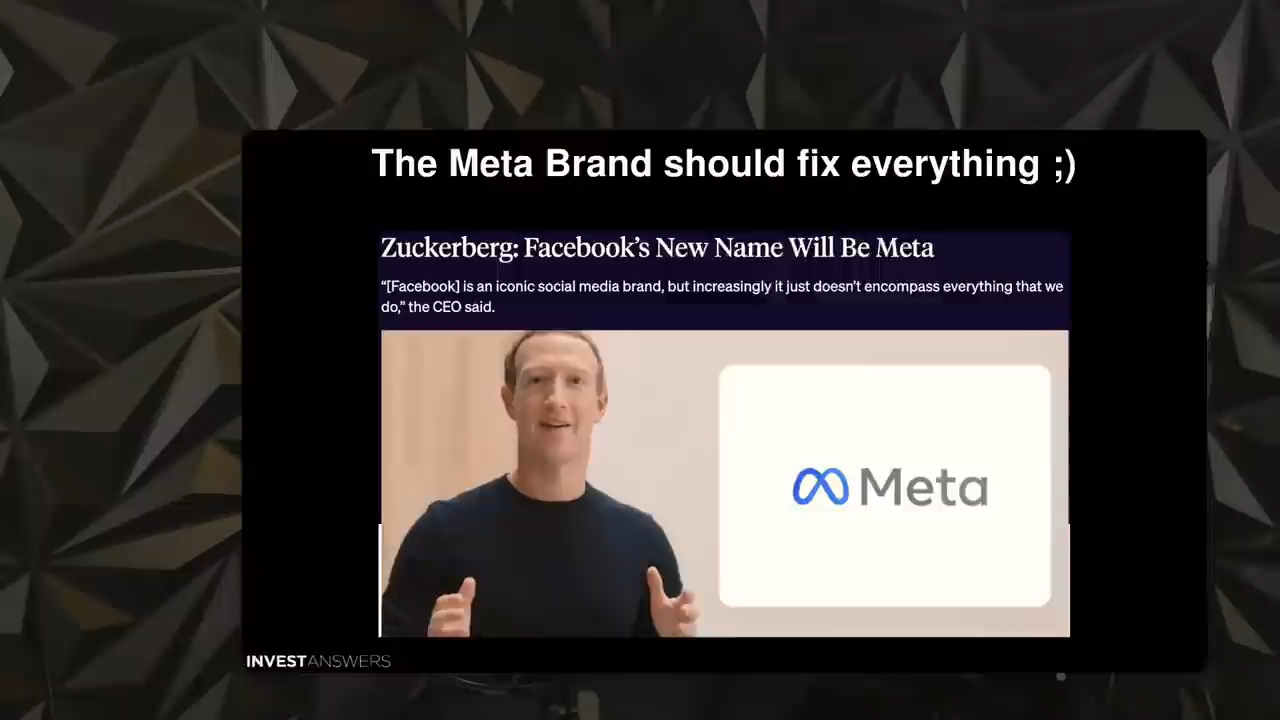 The Meta Brand should fix everything ;)
Zuckerberg: Facebook’s New Name Will Be Meta
“[Facebook] is an iconic social media brand, but increasingly it just doesn’t encompass everything that we
do,” the CEO said.
Meta
INVESTANSWERS